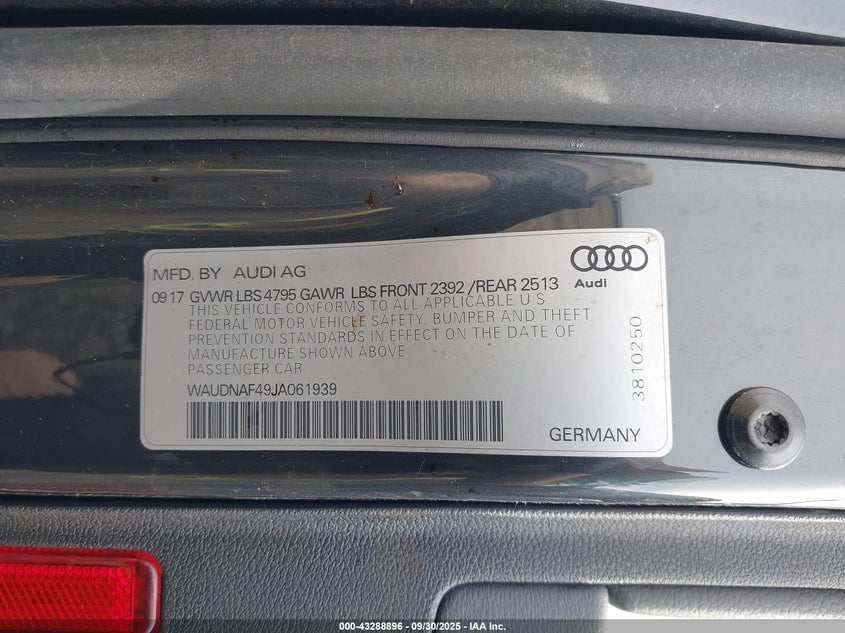 MFD. BY AUDI AG
Audi
09 17 GVWR LBS 4795 GAWR LBS FRONT 2392 /REAR 2513
THIS VEHICLE CONFORMS TO ALL APPLICABLE U.S.
FEDERAL MOTOR VEHICLE SAFETY, BUMPER AND THEFT
PREVENTION STANDARDS IN EFFECT ON THE DATE OF
MANUFACTURE SHOWN ABOVE
PASSENGER CAR
WAUDNAF49JA061939
3810250
GERMANY
000-43288896 - 09/30/2025 - IAA Inc.